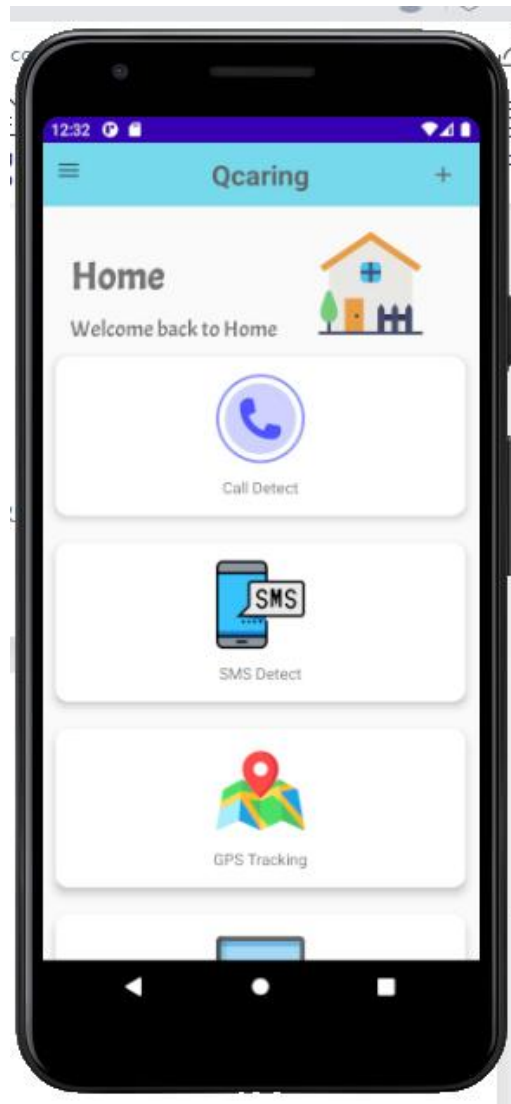 12:32
Qcaring
Home
Welcome back to Home
Call Detect
SMS
SMS Detect
GPS Tracking